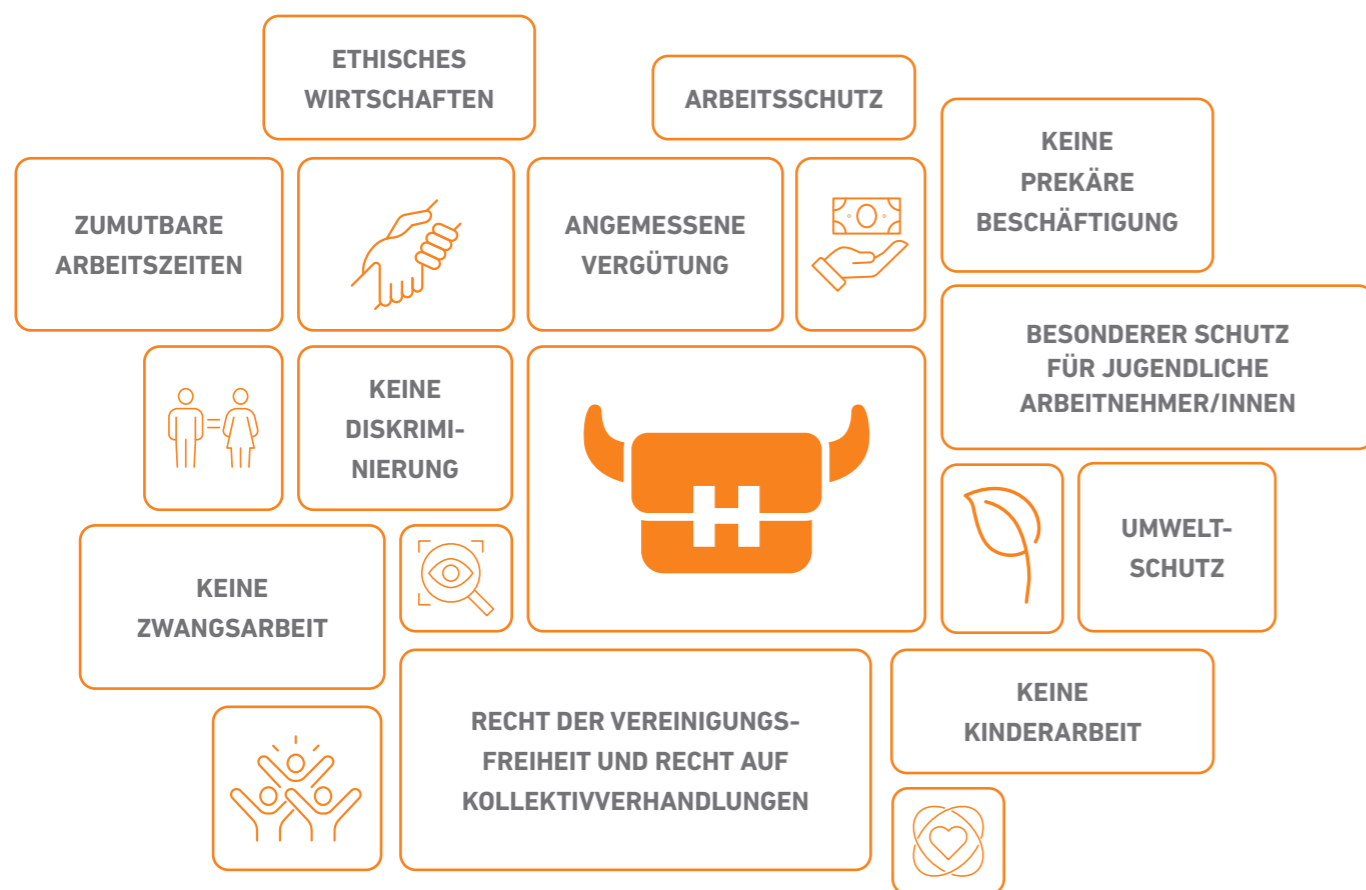 ETHISCHES
WIRTSCHAFTEN
ARBEITSSCHUTZ
KEINE
PREKÄRE
BESCHÄFTIGUNG
ZUMUTBARE
ARBEITSZEITEN
ANGEMESSENE
VERGÜTUNG
BESONDERER SCHUTZ
FÜR JUGENDLICHE
ARBEITNEHMER/INNEN
KEINE
DISKRIMI-
NIERUNG
H
UMWELT-
SCHUTZ
KEINE
ZWANGSARBEIT
RECHT DER VEREINIGUNGS-
FREIHEIT UND RECHT AUF
KOLLEKTIVVERHANDLUNGEN
KEINE
KINDERARBEIT